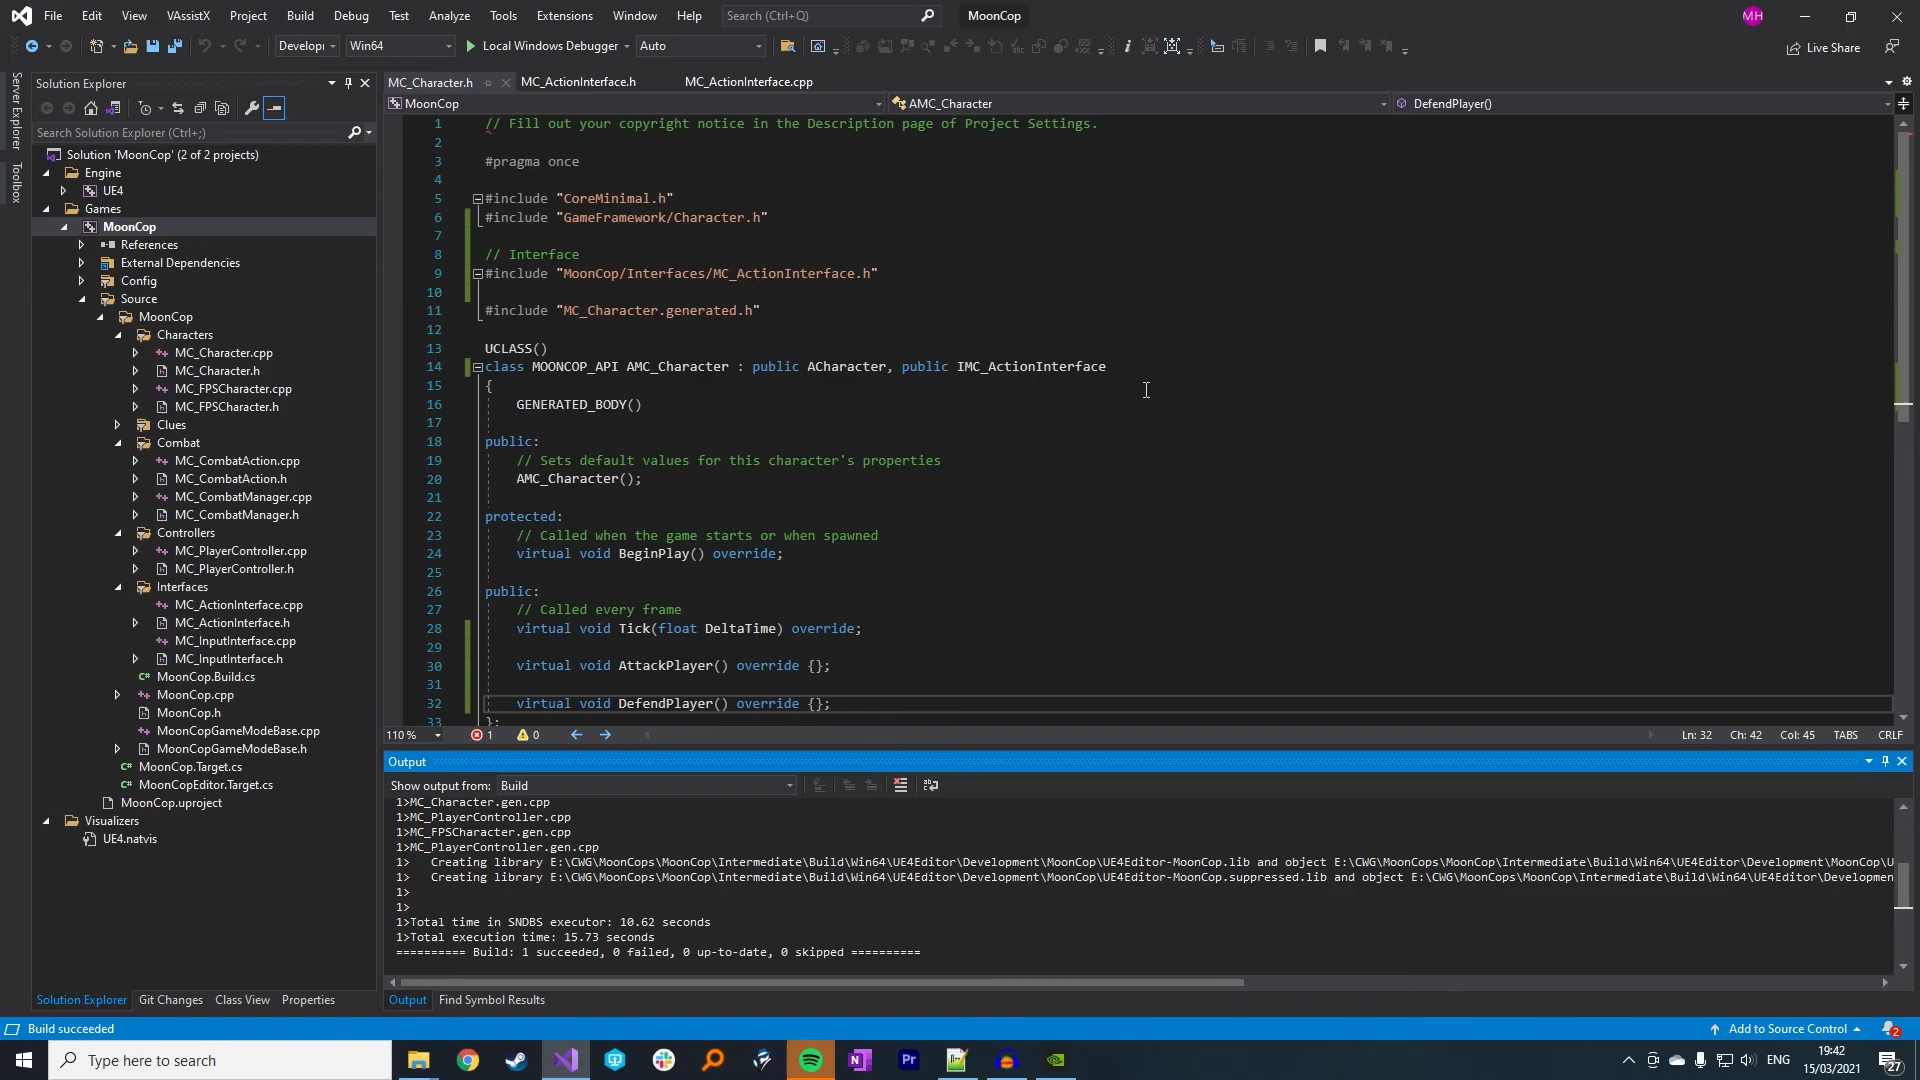 File Edit View VAssistX Project Build Debug Test Analyze Tools Extensions Window Help Search (Ctrl+Q) MoonCop MH
Develop Win64 Local Windows Debugger Auto Live Share
Server Explorer
Toolbox
Solution Explorer
Search Solution Explorer (Ctrl+;)
Solution 'MoonCop' (2 of 2 projects)
Engine
UE4
Games
MoonCop
References
External Dependencies
Config
Source
MoonCop
Characters
MC_Character.cpp
MC_Character.h
MC_FPSCharacter.cpp
MC_FPSCharacter.h
Clues
Combat
MC_CombatAction.cpp
MC_CombatAction.h
MC_CombatManager.cpp
MC_CombatManager.h
Controllers
MC_PlayerController.cpp
MC_PlayerController.h
Interfaces
MC_ActionInterface.cpp
MC_ActionInterface.h
MC_InputInterface.cpp
MC_InputInterface.h
MoonCop.Build.cs
MoonCop.cpp
MoonCop.h
MoonCopGameModeBase.cpp
MoonCopGameModeBase.h
MoonCop.Target.cs
MoonCopEditor.Target.cs
MoonCop.uproject
Visualizers
UE4.natvis
Solution Explorer Git Changes Class View Properties
MC_Character.h MC_ActionInterface.h MC_ActionInterface.cpp
MoonCop AMC_Character DefendPlayer()
1 // Fill out your copyright notice in the Description page of Project Settings.
2
3 #pragma once
4
5 #include "CoreMinimal.h"
6 #include "GameFramework/Character.h"
7
8 // Interface
9 #include "MoonCop/Interfaces/MC_ActionInterface.h"
10
11 #include "MC_Character.generated.h"
12
13 UCLASS()
14 class MOONCOP_API AMC_Character : public ACharacter, public IMC_ActionInterface
15 {
16 GENERATED_BODY()
17
18 public:
19 // Sets default values for this character's properties
20 AMC_Character();
21
22 protected:
23 // Called when the game starts or when spawned
24 virtual void BeginPlay() override;
25
26 public:
27 // Called every frame
28 virtual void Tick(float DeltaTime) override;
29
30 virtual void AttackPlayer() override {};
31
32 virtual void DefendPlayer() override {};
33 };
110 % 1 0 Ln: 32 Ch: 42 Col: 45 TABS CRLF
Output
Show output from: Build
1>MC_Character.gen.cpp
1>MC_PlayerController.cpp
1>MC_FPSCharacter.gen.cpp
1>MC_PlayerController.gen.cpp
1> Creating library E:\CWG\MoonCops\MoonCop\Intermediate\Build\Win64\UE4Editor\Development\MoonCop\UE4Editor-MoonCop.lib and object E:\CWG\MoonCops\MoonCop\Intermediate\Build\Win64\UE4Editor\Development\MoonCop\U
1> Creating library E:\CWG\MoonCops\MoonCop\Intermediate\Build\Win64\UE4Editor\Development\MoonCop\UE4Editor-MoonCop.suppressed.lib and object E:\CWG\MoonCops\MoonCop\Intermediate\Build\Win64\UE4Editor\Developmen
1>
1>
1>Total time in SNDBS executor: 10.62 seconds
1>Total execution time: 15.73 seconds
========== Build: 1 succeeded, 0 failed, 0 up-to-date, 0 skipped ==========
Output Find Symbol Results
Build succeeded Add to Source Control 2
Type here to search Pr ENG 19:42 15/03/2021 27